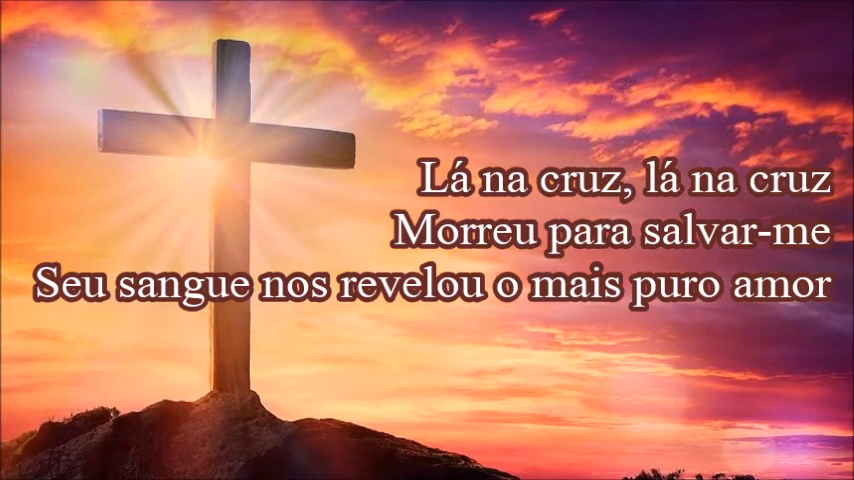 Lá na cruz, lá na cruz
Morreu para salvar-me
Seu sangue nos revelou o mais puro amor